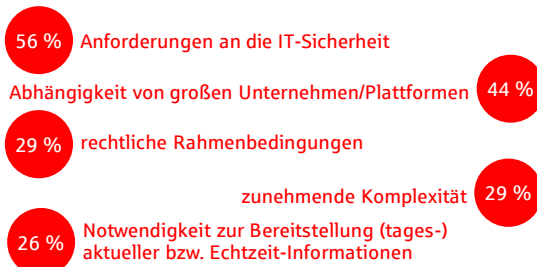 56 % Anforderungen an die IT-Sicherheit
Abhängigkeit von großen Unternehmen/Plattformen 44 %
29 % rechtliche Rahmenbedingungen
zunehmende Komplexität 29 %
26 % Notwendigkeit zur Bereitstellung (tages-)
aktueller bzw. Echtzeit-Informationen